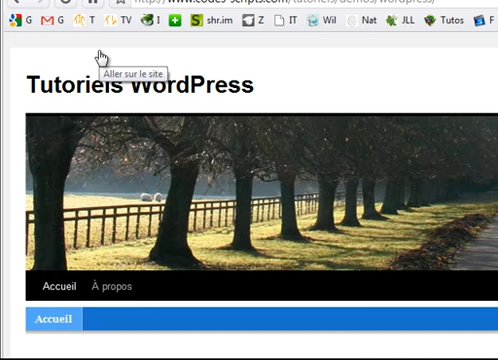 http://www.codes-scripts.com/tutoriels/demos/wordpress/
G G T TV I shr.im Z IT Wil Nat JLL Tutos F
Aller sur le site
Tutoriels WordPress
Accueil À propos
Accueil